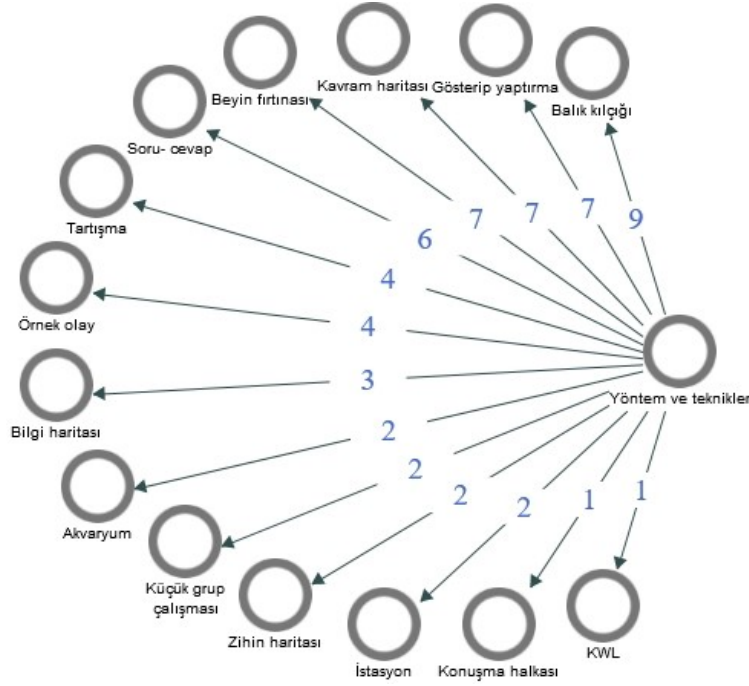 Beyin fırtınası
Kavram haritası
Gösterip yaptırma
Balık kılçığı
Soru- cevap
Tartışma
Örnek olay
Bilgi haritası
Akvaryum
Küçük grup
çalışması
Zihin haritası
İstasyon
Konuşma halkası
KWL
Yöntem ve teknikler
9
7
7
7
6
4
4
3
2
2
2
2
1
1